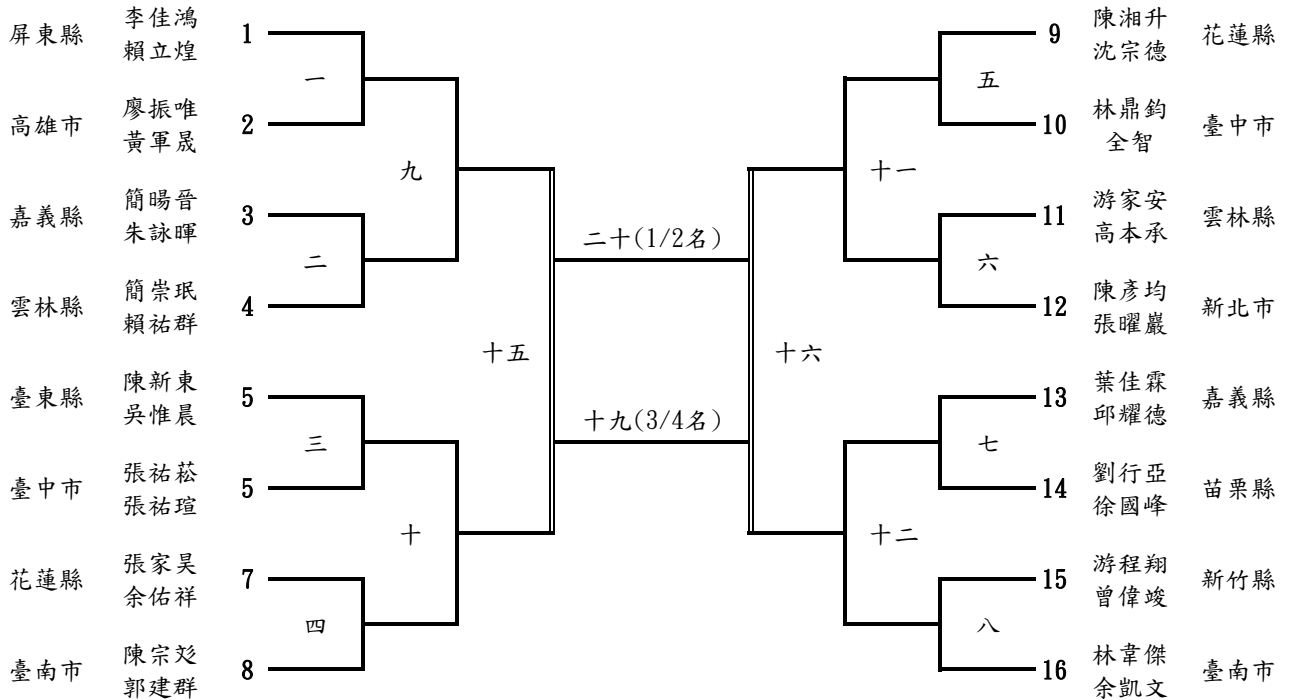 屏東縣 李佳鴻 賴立煌 1
一
高雄市 廖振唯 黃軍晟 2
九
嘉義縣 簡暘晉 朱詠暉 3
二
雲林縣 簡崇珉 賴祐群 4
十五
臺東縣 陳新東 吳惟晨 5
三
臺中市 張祐菘 張祐瑄 5
十
花蓮縣 張家昊 余佑祥 7
四
臺南市 陳宗彣 郭建群 8
二十(1/2名)
十九(3/4名)
9 陳湘升 沈宗德 花蓮縣
五
10 林鼎鈞 全智 臺中市
十一
11 游家安 高本承 雲林縣
六
12 陳彥均 張曜巖 新北市
十六
13 葉佳霖 邱耀德 嘉義縣
七
14 劉行亞 徐國峰 苗栗縣
十二
15 游程翔 曾偉竣 新竹縣
八
16 林韋傑 余凱文 臺南市